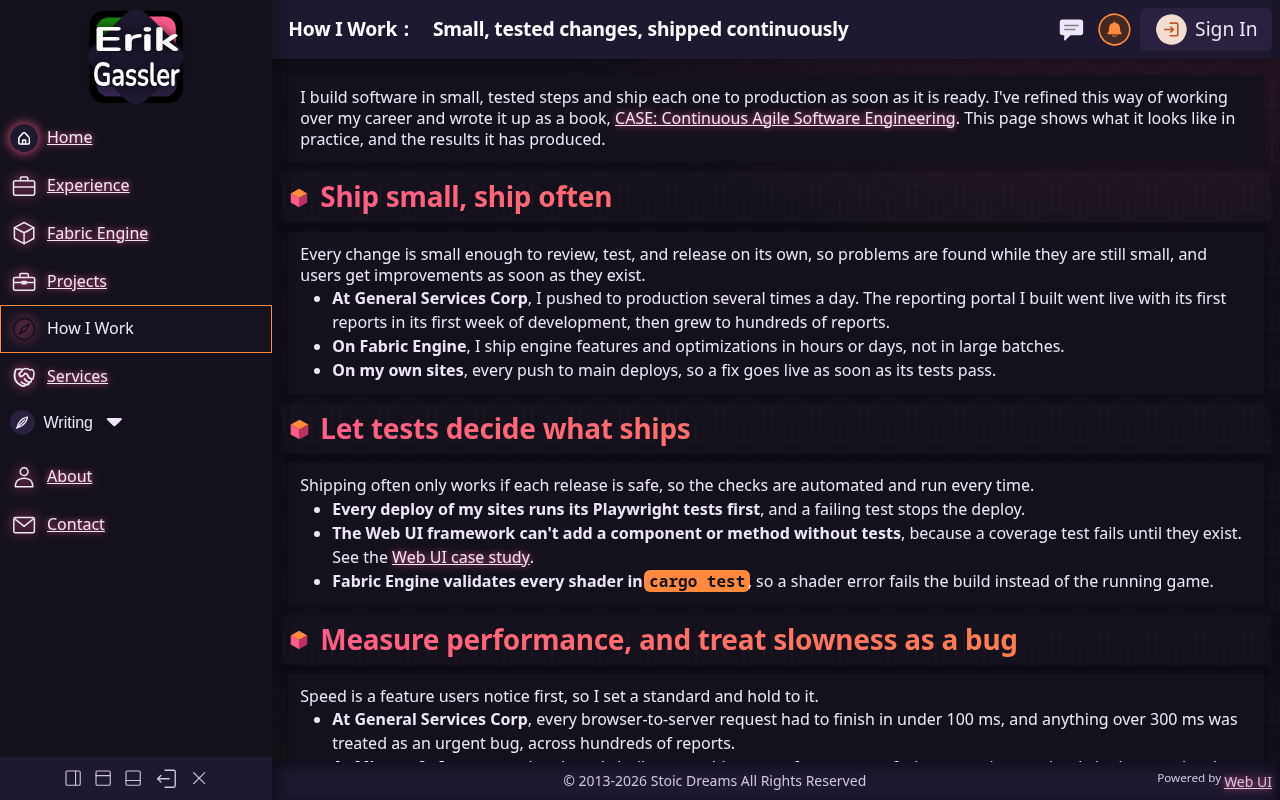 Erik
Gassler
Home
Experience
Fabric Engine
Projects
How I Work
Services
Writing
About
Contact
How I Work : Small, tested changes, shipped continuously
Sign In
I build software in small, tested steps and ship each one to production as soon as it is ready. I've refined this way of working
over my career and wrote it up as a book, CASE: Continuous Agile Software Engineering. This page shows what it looks like in
practice, and the results it has produced.
Ship small, ship often
Every change is small enough to review, test, and release on its own, so problems are found while they are still small, and
users get improvements as soon as they exist.
At General Services Corp, I pushed to production several times a day. The reporting portal I built went live with its first
reports in its first week of development, then grew to hundreds of reports.
On Fabric Engine, I ship engine features and optimizations in hours or days, not in large batches.
On my own sites, every push to main deploys, so a fix goes live as soon as its tests pass.
Let tests decide what ships
Shipping often only works if each release is safe, so the checks are automated and run every time.
Every deploy of my sites runs its Playwright tests first, and a failing test stops the deploy.
The Web UI framework can't add a component or method without tests, because a coverage test fails until they exist.
See the Web UI case study.
Fabric Engine validates every shader in cargo test, so a shader error fails the build instead of the running game.
Measure performance, and treat slowness as a bug
Speed is a feature users notice first, so I set a standard and hold to it.
At General Services Corp, every browser-to-server request had to finish in under 100 ms, and anything over 300 ms was
treated as an urgent bug, across hundreds of reports.
© 2013-2026 Stoic Dreams All Rights Reserved
Powered by Web UI